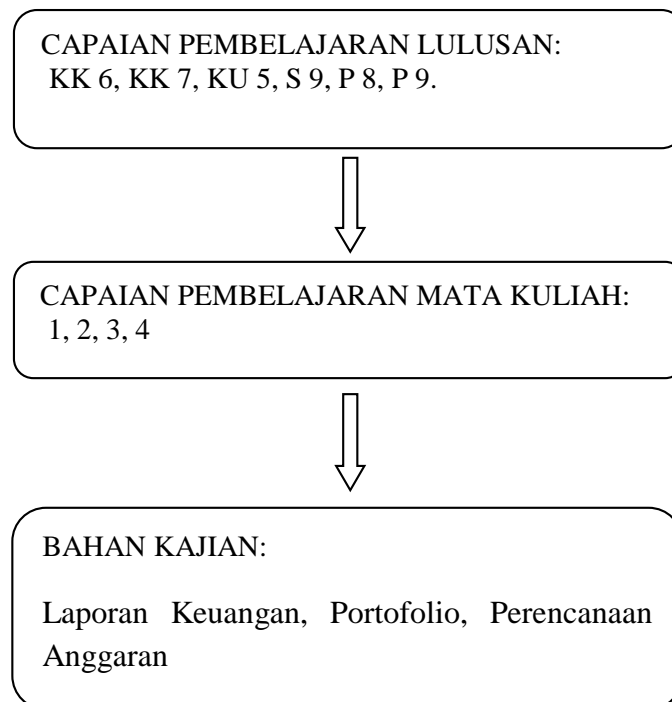 CAPAIAN PEMBELAJARAN LULUSAN:
KK 6, KK 7, KU 5, S 9, P 8, P 9.
CAPAIAN PEMBELAJARAN MATA KULIAH:
1, 2, 3, 4
BAHAN KAJIAN:
Laporan Keuangan, Portofolio, Perencanaan
Anggaran